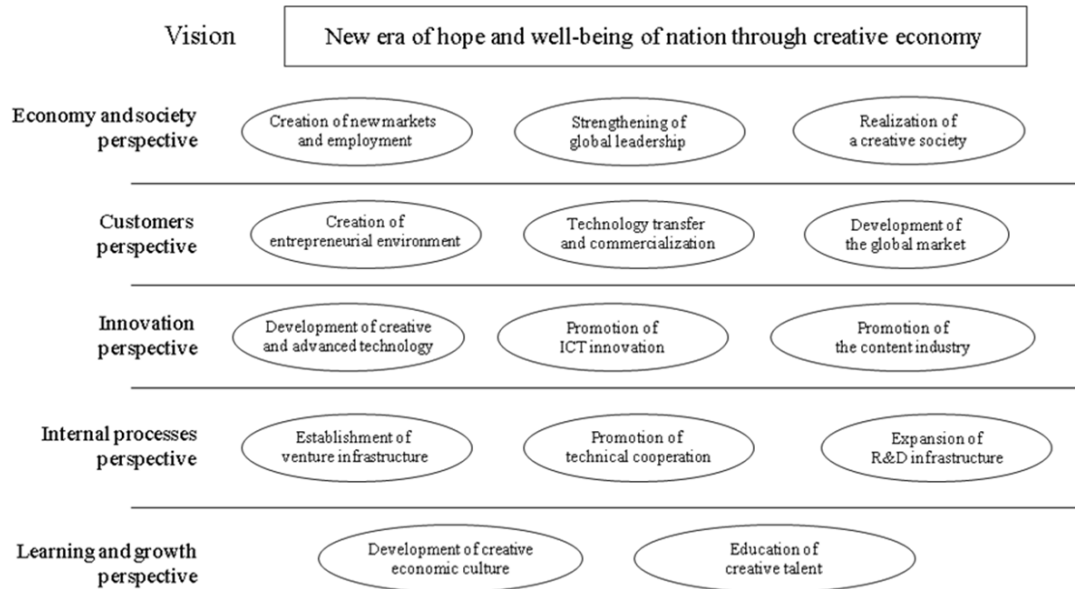 Vision
New era of hope and well-being of nation through creative economy
Economy and society
perspective
Creation of new markets
and employment
Strengthening of
global leadership
Realization of
a creative society
Customers
perspective
Creation of
entrepreneurial environment
Technology transfer
and commercialization
Development of
the global market
Innovation
perspective
Development of creative
and advanced technology
Promotion of
ICT innovation
Promotion of
the content industry
Internal processes
perspective
Establishment of
venture infrastructure
Promotion of
technical cooperation
Expansion of
R&D infrastructure
Learning and growth
perspective
Development of creative
economic culture
Education of
creative talent